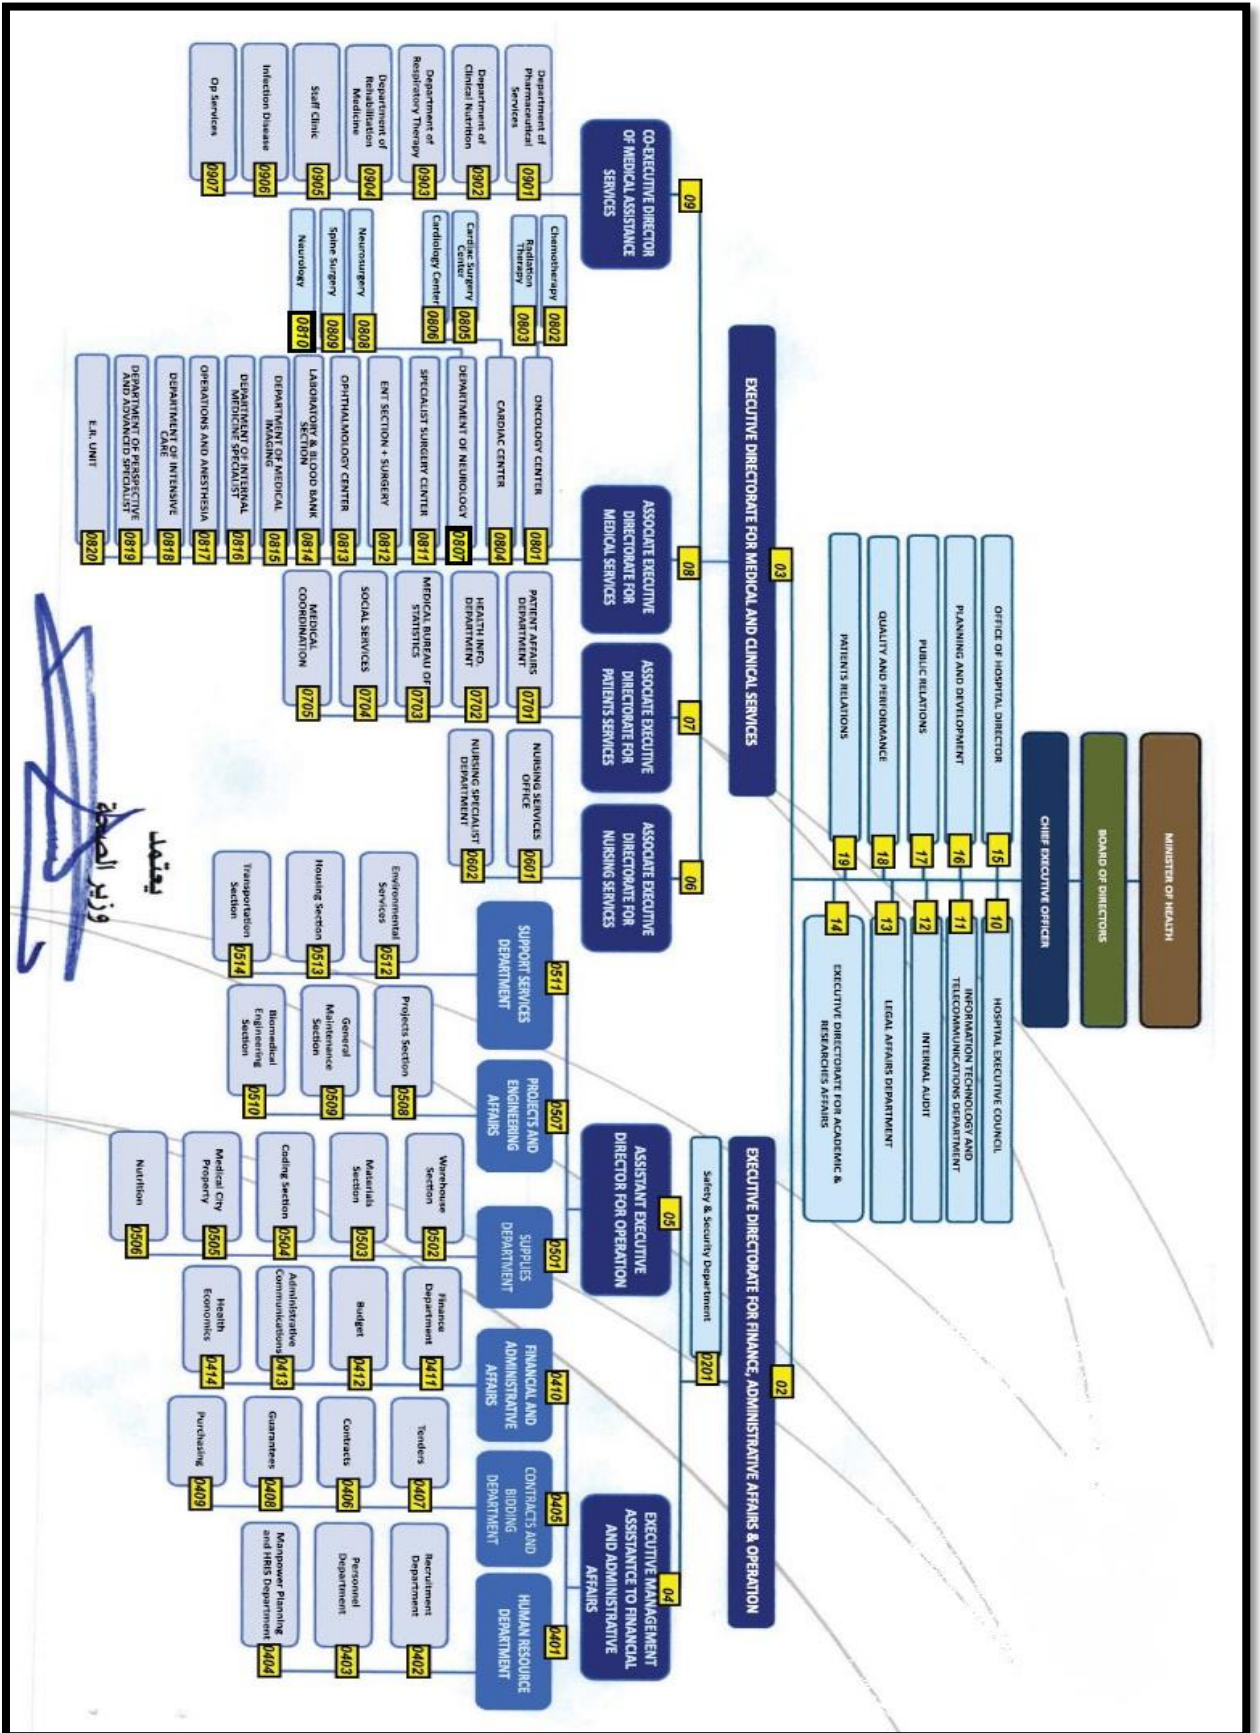 MINISTER OF HEALTH
BOARD OF DIRECTORS
CHIEF EXECUTIVE OFFICER
OFFICE OF HOSPITAL DIRECTOR
15
10
HOSPITAL EXECUTIVE COUNCIL
PLANNING AND DEVELOPMENT
16
11
INFORMATION TECHNOLOGY AND
TELECOMMUNICATIONS DEPARTMENT
PUBLIC RELATIONS
17
12
INTERNAL AUDIT
QUALITY AND PERFORMANCE
18
13
LEGAL AFFAIRS DEPARTMENT
PATIENTS RELATIONS
19
14
EXECUTIVE DIRECTORATE FOR ACADEMIC &
RESEARCHES AFFAIRS
03
EXECUTIVE DIRECTORATE FOR MEDICAL AND CLINICAL SERVICES
02
EXECUTIVE DIRECTORATE FOR FINANCE, ADMINISTRATIVE AFFAIRS & OPERATION
Safety & Security Department
0201
09
CO-EXECUTIVE DIRECTOR
OF MEDICAL ASSISTANCE
SERVICES
08
ASSOCIATE EXECUTIVE
DIRECTORATE FOR
MEDICAL SERVICES
07
ASSOCIATE EXECUTIVE
DIRECTORATE FOR
PATIENTS SERVICES
06
ASSOCIATE EXECUTIVE
DIRECTORATE FOR
NURSING SERVICES
05
ASSISTANT EXECUTIVE
DIRECTOR FOR OPERATION
04
EXECUTIVE MANAGEMENT
ASSISTANTCE TO FINANCIAL
AND ADMINISTRATIVE
AFFAIRS
Department of
Pharmaceutical
Services
0901
Department of
Clinical Nutrition
0902
Department of
Respiratory Therapy
0903
Department of
Rehabilitation
Medicine
0904
Staff Clinic
0905
Infection Disease
0906
Op Services
0907
Chemotherapy
0802
Radiation
Therapy
0803
Cardiac Surgery
Center
0805
Cardiology Center
0806
Neurosurgery
0808
Spine Surgery
0809
Neurology
0810
ONCOLOGY CENTER
0801
CARDIAC CENTER
0804
DEPARTMENT OF NEUROLOGY
0807
SPECIALIST SURGERY CENTER
0811
ENT SECTION + SURGERY
0812
OPHTHALMOLOGY CENTER
0813
LABORATORY & BLOOD BANK
SECTION
0814
DEPARTMENT OF MEDICAL
IMAGING
0815
DEPARTMENT OF INTERNAL
MEDICINE SPECIALIST
0816
OPERATIONS AND ANESTHESIA
0817
DEPARTMENT OF INTENSIVE
CARE
0818
DEPARTMENT OF PERSPECTIVE
AND ADVANCED SPECIALIST
0819
E.R. UNIT
0820
PATIENT AFFAIRS
DEPARTMENT
0701
HEALTH INFO.
DEPARTMENT
0702
MEDICAL BUREAU OF
STATISTICS
0703
SOCIAL SERVICES
0704
MEDICAL
COORDINATION
0705
NURSING SERVICES
OFFICE
0601
NURSING SPECIALIST
DEPARTMENT
0602
0511
SUPPORT SERVICES
DEPARTMENT
Environmental
Services
0512
Housing Section
0513
Transportation
Section
0514
0507
PROJECTS AND
ENGINEERING
AFFAIRS
Projects Section
0508
General
Maintenance
Section
0509
Biomedical
Engineering
Section
0510
0501
SUPPLIES
DEPARTMENT
Warehouse
Section
0502
Materials
Section
0503
Coding Section
0504
Medical City
Property
0505
Nutrition
0506
0410
FINANCIAL AND
ADMINISTRATIVE
AFFAIRS
Finance
Department
0411
Budget
0412
Administrative
Communications
0413
Health
Economics
0414
0405
CONTRACTS AND
BIDDING
DEPARTMENT
Tenders
0407
Contracts
0406
Guarantees
0408
Purchasing
0409
0401
HUMAN RESOURCE
DEPARTMENT
Recruitment
Department
0402
Personnel
Department
0403
Manpower Planning
and HRIS Department
0404
يعتمد
وزير الصحة